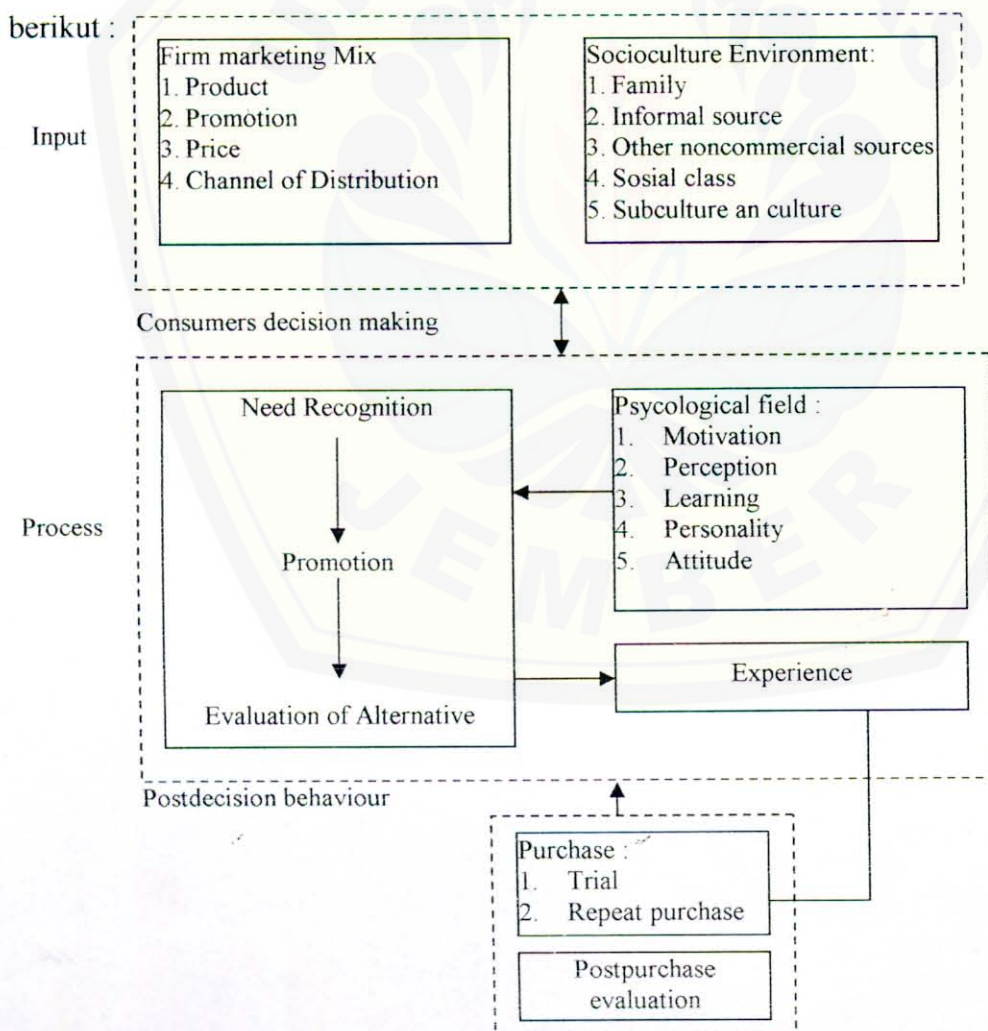 berikut :
Input
Firm marketing Mix
1. Product
2. Promotion
3. Price
4. Channel of Distribution
Socioculture Environment:
1. Family
2. Informal source
3. Other noncommercial sources
4. Sosial class
5. Subculture an culture
Consumers decision making
Process
Need Recognition
Promotion
Evaluation of Alternative
Psycological field :
1. Motivation
2. Perception
3. Learning
4. Personality
5. Attitude
Experience
Postdecision behaviour
Purchase :
1. Trial
2. Repeat purchase
Postpurchase
evaluation
JEMBER